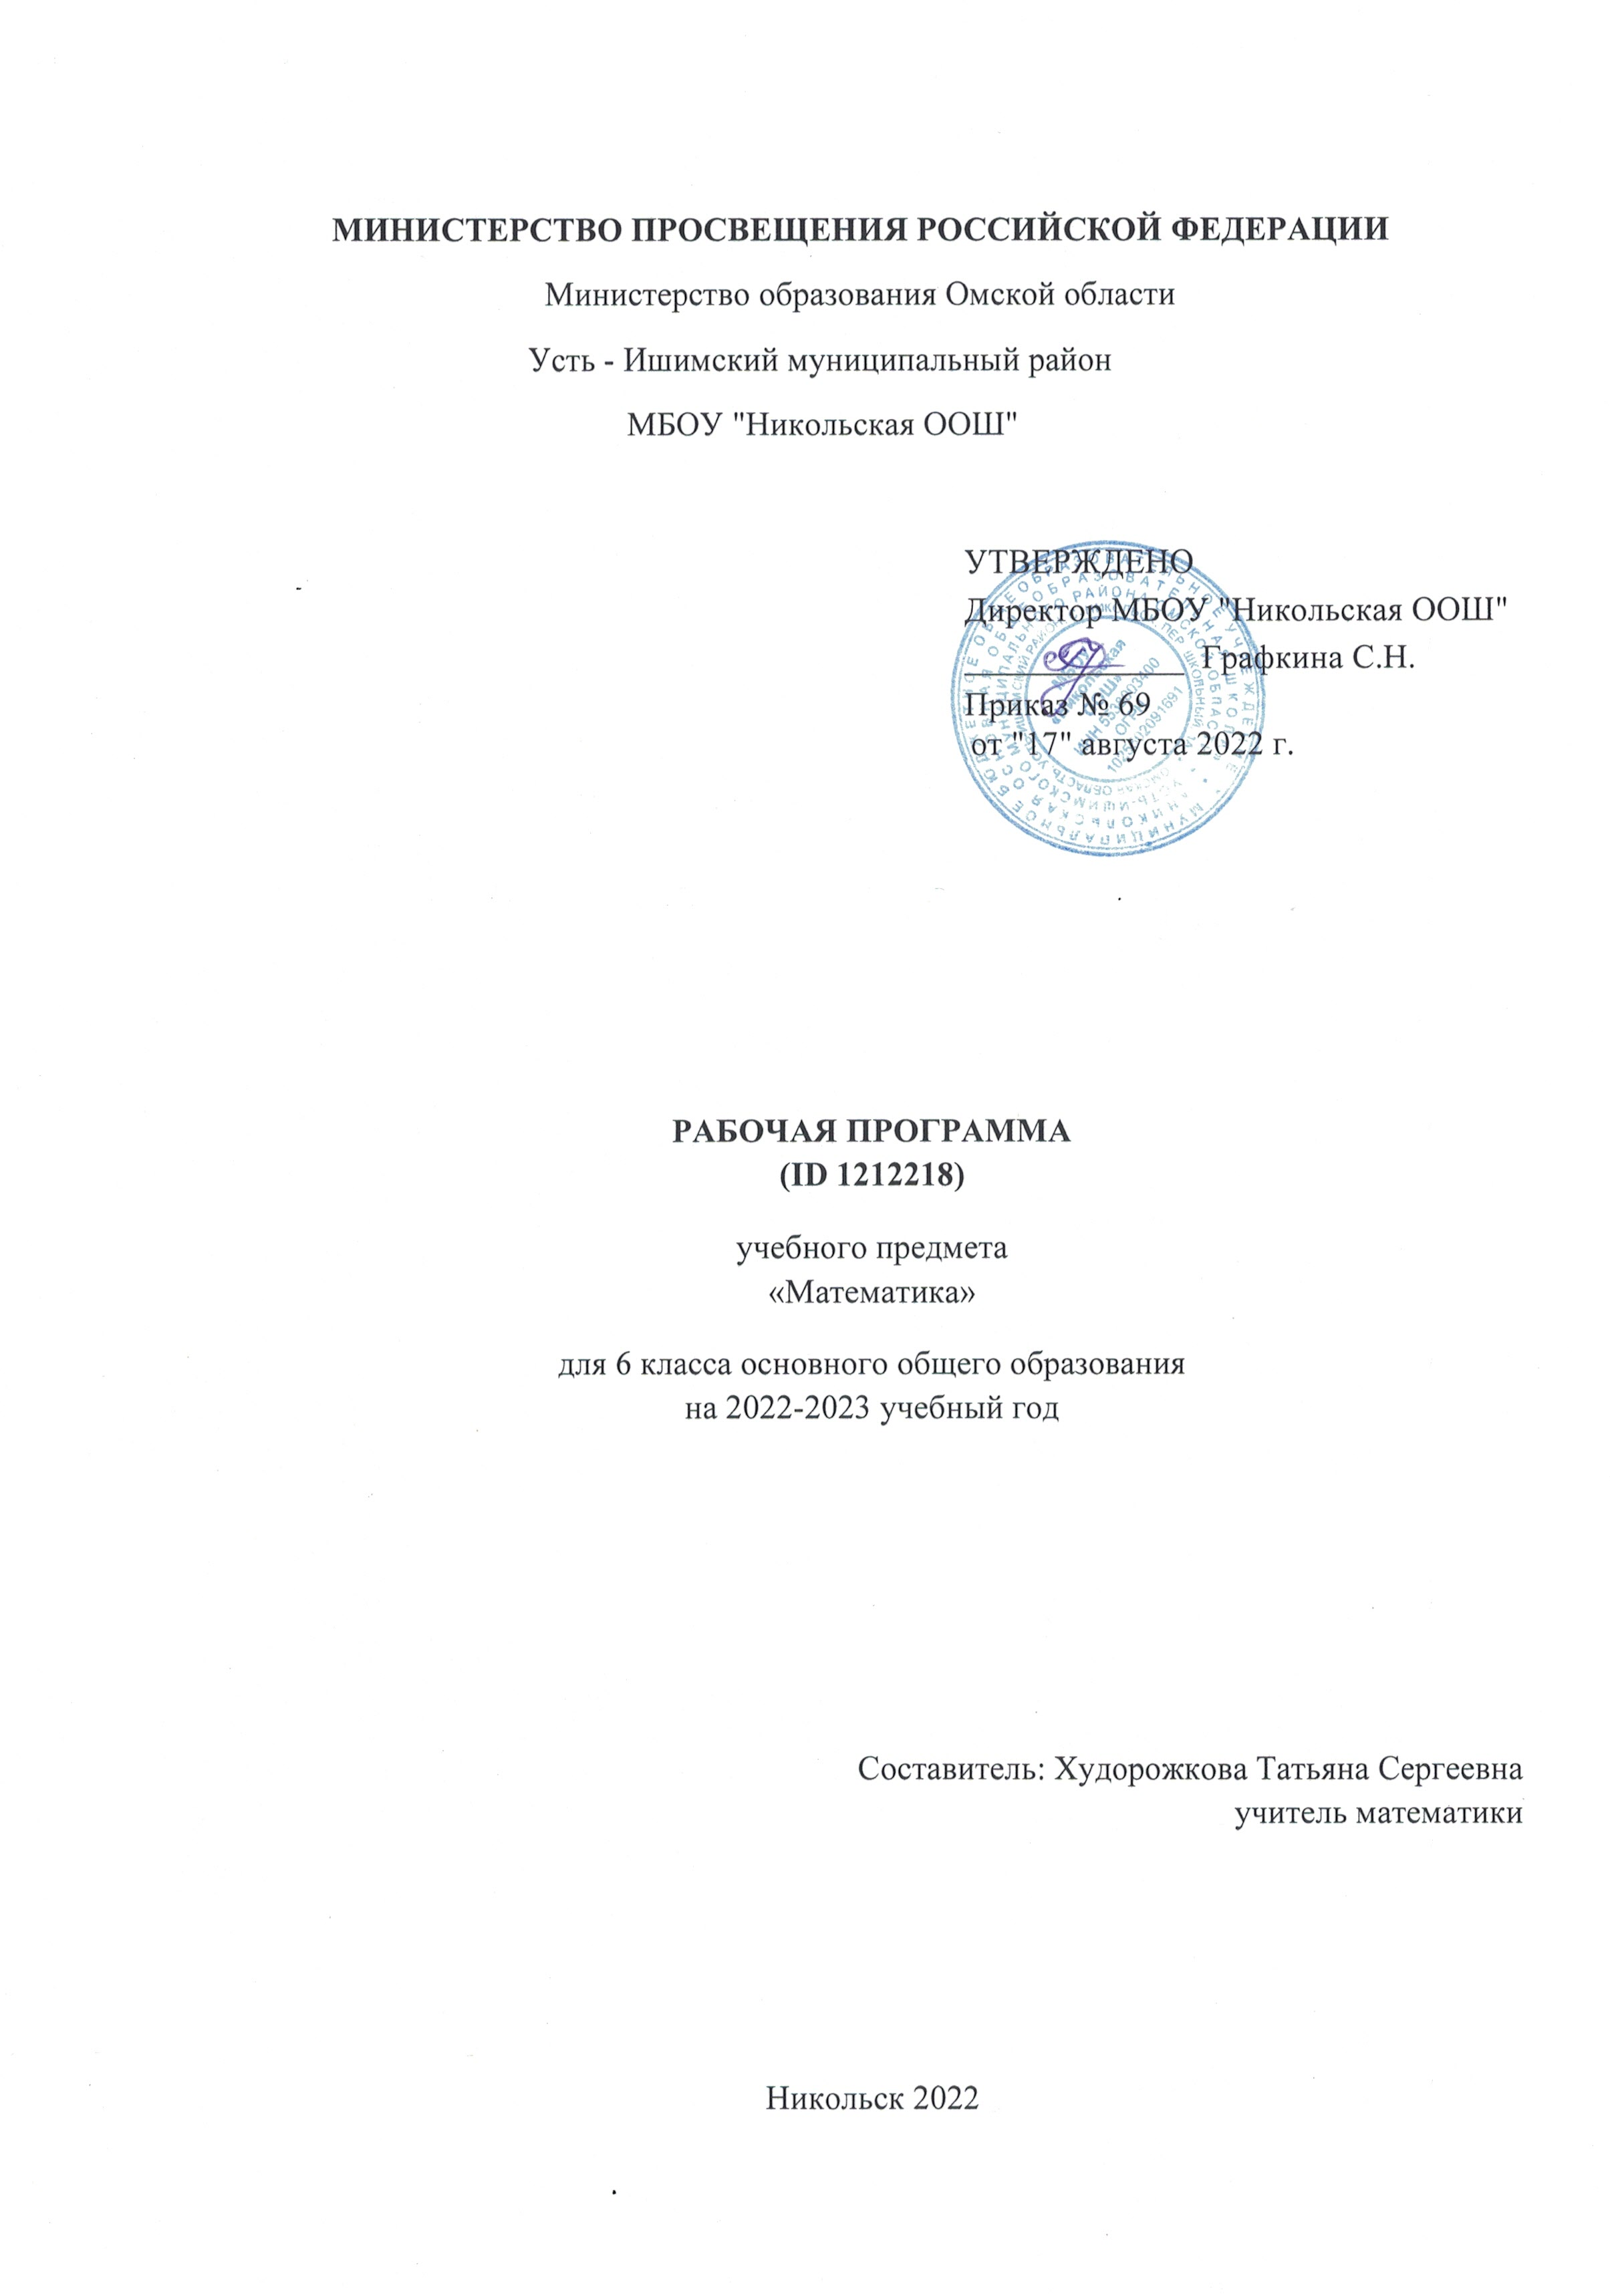 МИНИСТЕРСТВО ПРОСВЕЩЕНИЯ РОССИЙСКОЙ ФЕДЕРАЦИИ
Министерство образования Омской области
Усть - Ишимский муниципальный район
МБОУ "Никольская ООШ"
УТВЕРЖДЕНО
Директор МБОУ "Никольская ООШ"
Графкина С.Н.
Приказ № 69
от "17" августа 2022 г.
РАБОЧАЯ ПРОГРАММА
(ID 1212218)
учебного предмета
«Математика»
для 6 класса основного общего образования
на 2022-2023 учебный год
Составитель: Худорожкова Татьяна Сергеевна
учитель математики
Никольск 2022